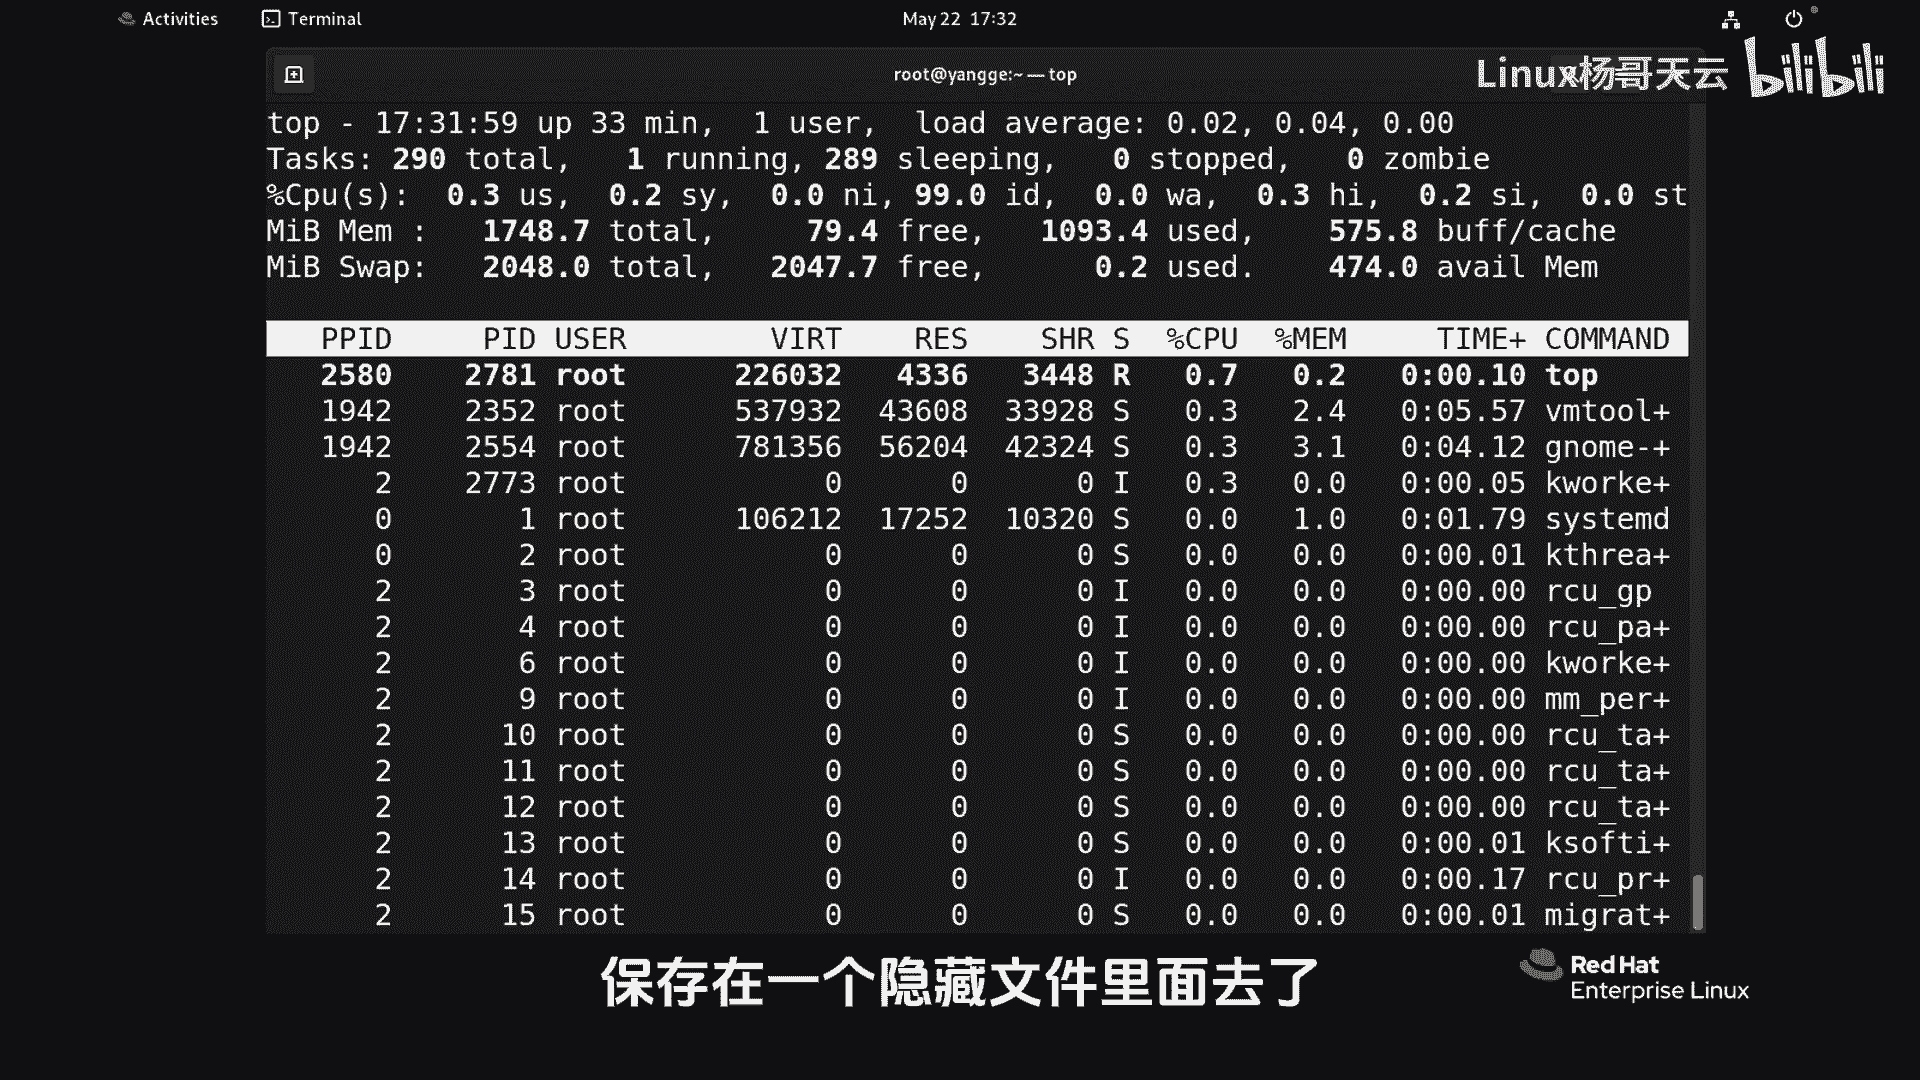 Activities Terminal May 22 17:32
root@yangge:~ — top
Linux杨哥天云 bilibili
top - 17:31:59 up 33 min,  1 user,  load average: 0.02, 0.04, 0.00
Tasks: 290 total,   1 running, 289 sleeping,   0 stopped,   0 zombie
%Cpu(s):  0.3 us,  0.2 sy,  0.0 ni, 99.0 id,  0.0 wa,  0.3 hi,  0.2 si,  0.0 st
MiB Mem :   1748.7 total,     79.4 free,   1093.4 used,    575.8 buff/cache
MiB Swap:   2048.0 total,   2047.7 free,      0.2 used.    474.0 avail Mem
PPID PID USER VIRT RES SHR S %CPU %MEM TIME+ COMMAND
2580 2781 root 226032 4336 3448 R 0.7 0.2 0:00.10 top
1942 2352 root 537932 43608 33928 S 0.3 2.4 0:05.57 vmtool+
1942 2554 root 781356 56204 42324 S 0.3 3.1 0:04.12 gnome-+
2 2773 root 0 0 0 I 0.3 0.0 0:00.05 kworke+
0 1 root 106212 17252 10320 S 0.0 1.0 0:01.79 systemd
0 2 root 0 0 0 S 0.0 0.0 0:00.01 kthrea+
2 3 root 0 0 0 I 0.0 0.0 0:00.00 rcu_gp
2 4 root 0 0 0 I 0.0 0.0 0:00.00 rcu_pa+
2 6 root 0 0 0 I 0.0 0.0 0:00.00 kworke+
2 9 root 0 0 0 I 0.0 0.0 0:00.00 mm_per+
2 10 root 0 0 0 S 0.0 0.0 0:00.00 rcu_ta+
2 11 root 0 0 0 S 0.0 0.0 0:00.00 rcu_ta+
2 12 root 0 0 0 S 0.0 0.0 0:00.00 rcu_ta+
2 13 root 0 0 0 S 0.0 0.0 0:00.01 ksofti+
2 14 root 0 0 0 I 0.0 0.0 0:00.17 rcu_pr+
2 15 root 0 0 0 S 0.0 0.0 0:00.01 migrat+
保存在一个隐藏文件里面去了
Red Hat
Enterprise Linux